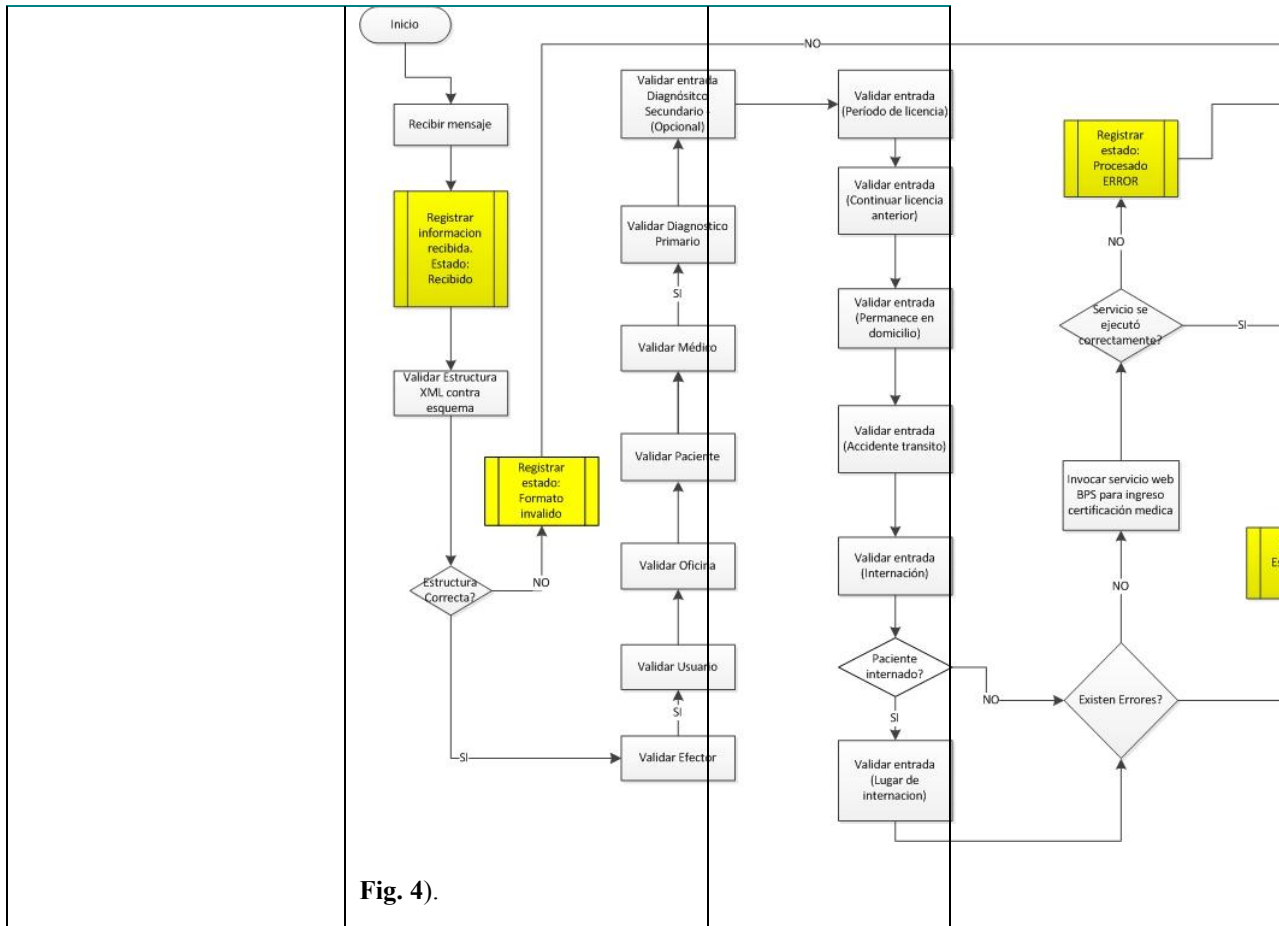 Inicio
Recibir mensaje
Registrar
informacion
recibida.
Estado:
Recibido
Validar Estructura
XML contra
esquema
Estructura
Correcta?
NO
Registrar
estado:
Formato
invalido
NO
SI
Validar Efector
SI
Validar Usuario
Validar Oficina
Validar Paciente
Validar Médico
SI
Validar Diagnostico
Primario
Validar entrada
Diagnósitco
Secundario -
(Opcional)
Validar entrada
(Período de licencia)
Validar entrada
(Continuar licencia
anterior)
Validar entrada
(Permanece en
domicilio)
Validar entrada
(Accidente transito)
Validar entrada
(Internación)
Paciente
internado?
NO
SI
Validar entrada
(Lugar de
internacion)
Existen Errores?
NO
Invocar servicio web
BPS para ingreso
certificación medica
Servicio se
ejecutó
correctamente?
SI
NO
Registrar
estado:
Procesado
ERROR
Fig. 4).